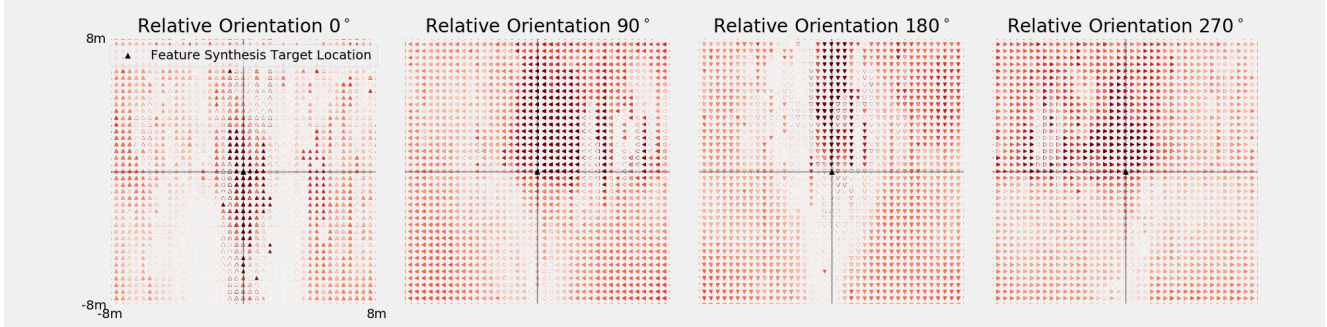 Relative Orientation 0°
Relative Orientation 90°
Relative Orientation 180°
Relative Orientation 270°
8m
Feature Synthesis Target Location
-8m
-8m
8m